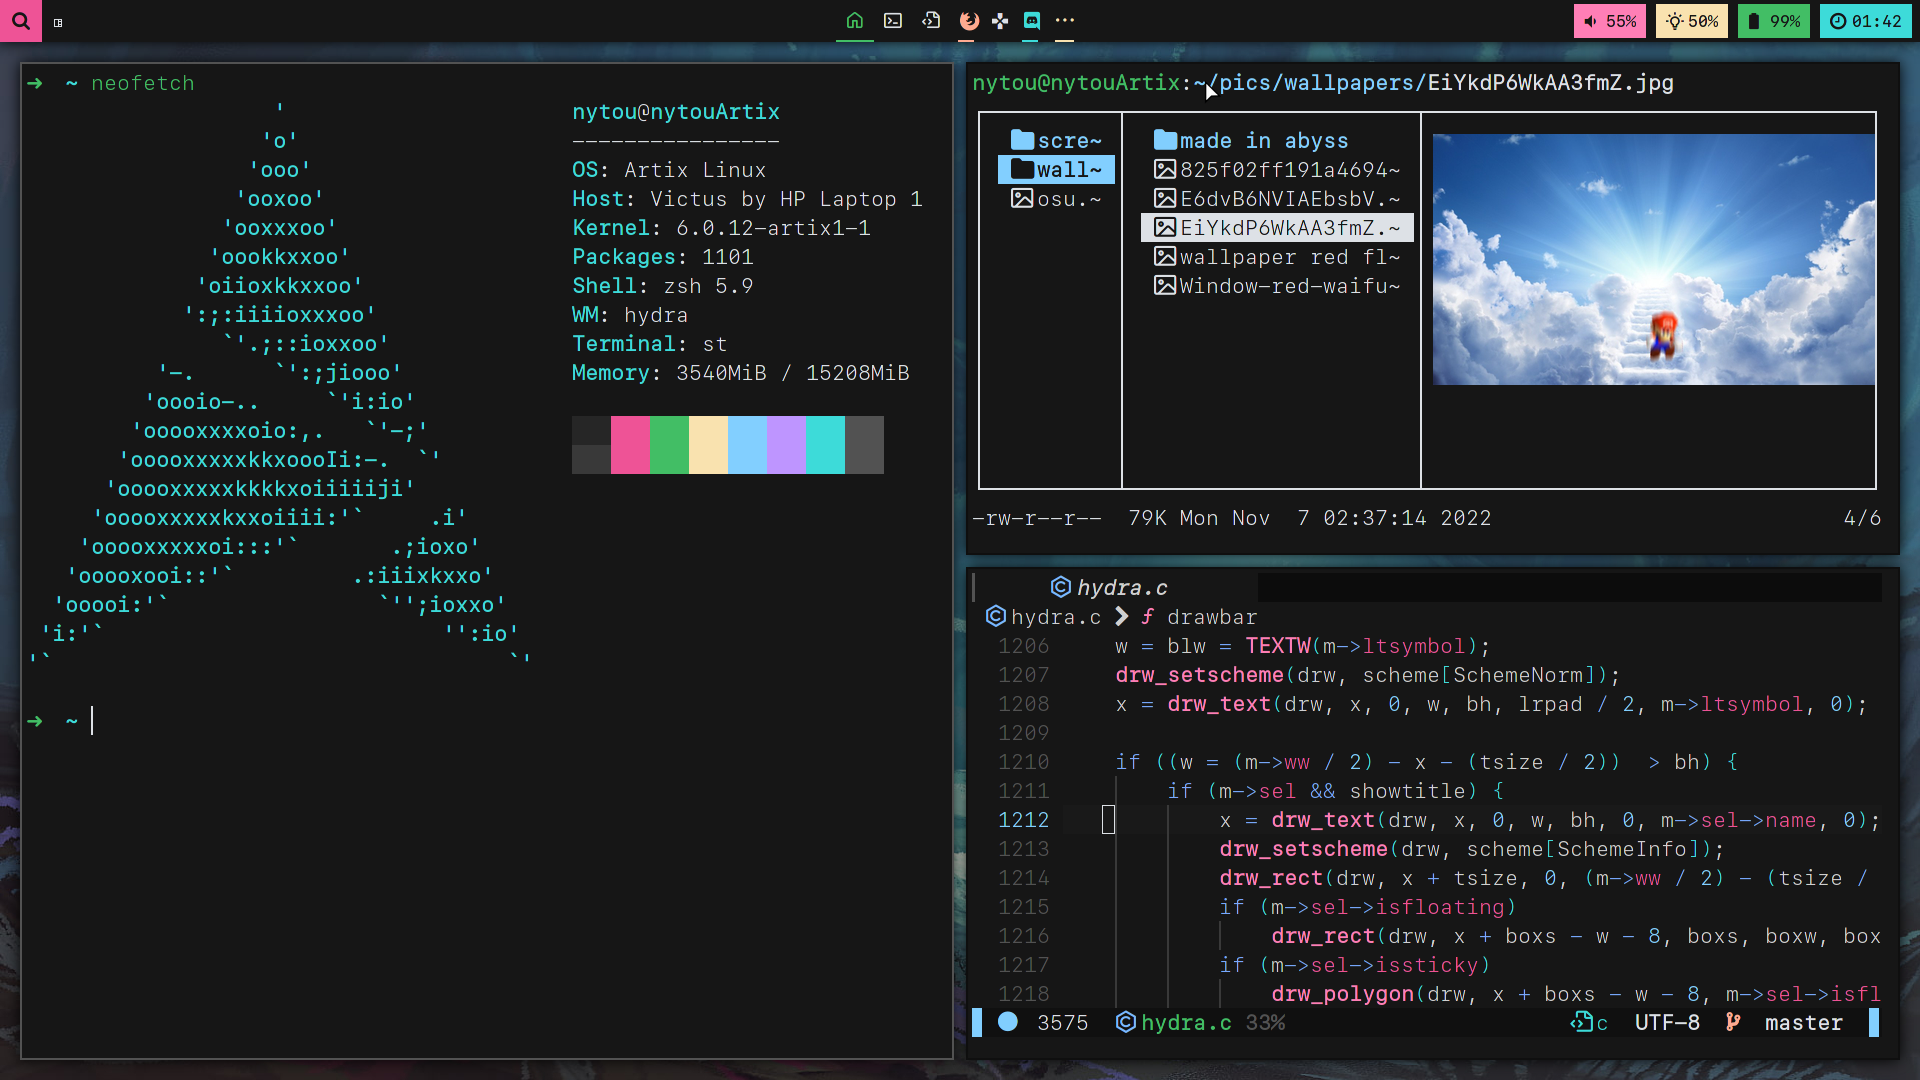 55%
50%
99%
01:42
➜ ~ neofetch
'
'o'
'ooo'
'ooxoo'
'ooxxxoo'
'oookkxxoo'
'oiioxkkxxoo'
':;:iiiioxxxoo'
`'.;::ioxxoo'
'-. `':;jiooo'
'oooio-.. `'i:io'
'ooooxxxxoio:,. `'-;'
'ooooxxxxxkkxoooIi:-. `'
'ooooxxxxxkkkkxoiiiiiji'
'ooooxxxxxkxxoiiii:'` .i'
'ooooxxxxxoi:::'` .;ioxo'
'ooooxooi::'` .:iiixkxxo'
'ooooi:'` `'';ioxxo'
'i:'` '':io'
'` `'
nytou@nytouArtix
----------------
OS: Artix Linux
Host: Victus by HP Laptop 1
Kernel: 6.0.12-artix1-1
Packages: 1101
Shell: zsh 5.9
WM: hydra
Terminal: st
Memory: 3540MiB / 15208MiB
➜ ~
nytou@nytouArtix:~/pics/wallpapers/EiYkdP6WkAA3fmZ.jpg
scre~
wall~
osu.~
made in abyss
825f02ff191a4694~
E6dvB6NVIAEbsbV.~
EiYkdP6WkAA3fmZ.~
wallpaper red fl~
Window-red-waifu~
-rw-r--r-- 79K Mon Nov 7 02:37:14 2022 4/6
hydra.c
hydra.c > f drawbar
1206 w = blw = TEXTW(m->ltsymbol);
1207 drw_setscheme(drw, scheme[SchemeNorm]);
1208 x = drw_text(drw, x, 0, w, bh, lrpad / 2, m->ltsymbol, 0);
1209
1210 if ((w = (m->ww / 2) - x - (tsize / 2)) > bh) {
1211 if (m->sel && showtitle) {
1212 x = drw_text(drw, x, 0, w, bh, 0, m->sel->name, 0);
1213 drw_setscheme(drw, scheme[SchemeInfo]);
1214 drw_rect(drw, x + tsize, 0, (m->ww / 2) - (tsize /
1215 if (m->sel->isfloating)
1216 drw_rect(drw, x + boxs - w - 8, boxs, boxw, box
1217 if (m->sel->issticky)
1218 drw_polygon(drw, x + boxs - w - 8, m->sel->isfl
3575 hydra.c 33% c UTF-8 master